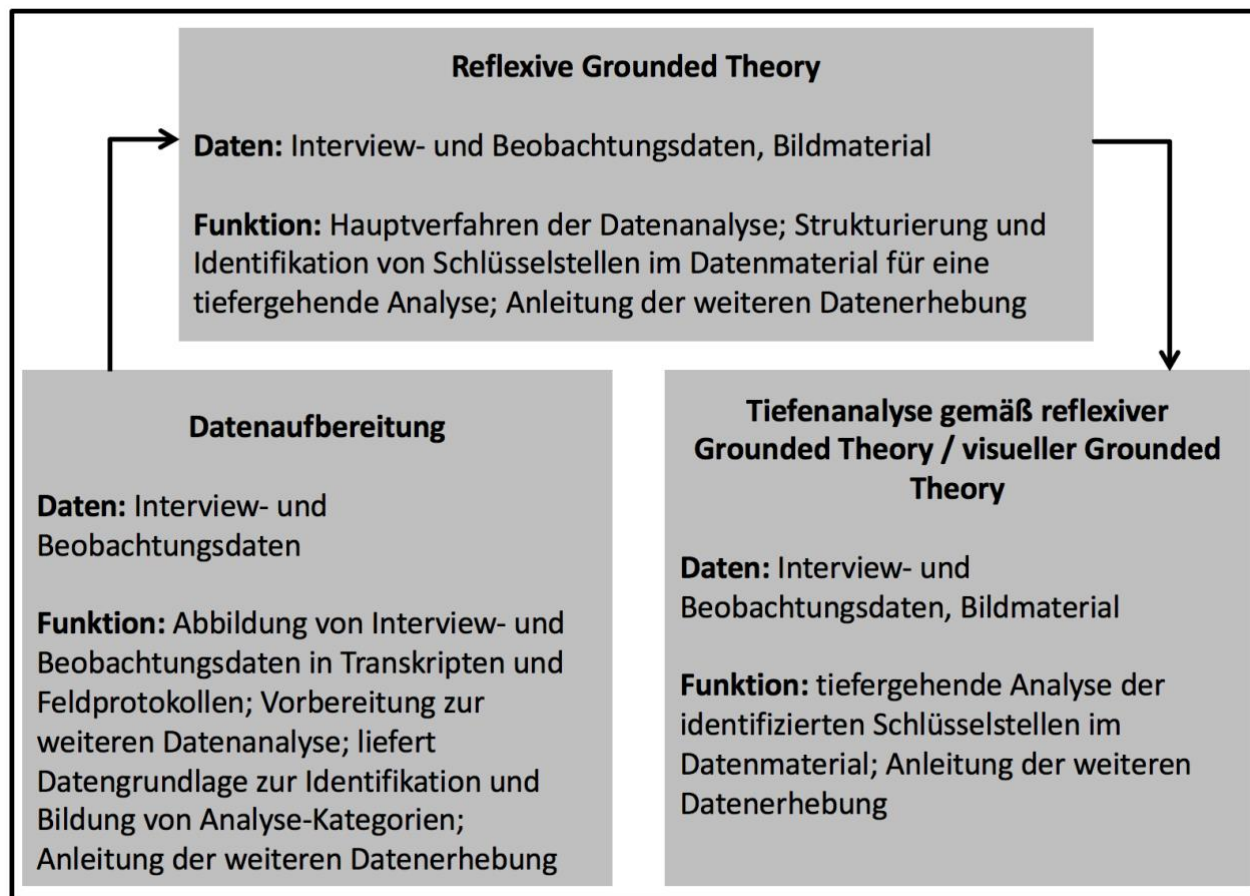 Reflexive Grounded Theory
Daten: Interview- und Beobachtungsdaten, Bildmaterial
Funktion: Hauptverfahren der Datenanalyse; Strukturierung und
Identifikation von Schlüsselstellen im Datenmaterial für eine
tiefergehende Analyse; Anleitung der weiteren Datenerhebung
Datenaufbereitung
Daten: Interview- und
Beobachtungsdaten
Funktion: Abbildung von Interview- und
Beobachtungsdaten in Transkripten und
Feldprotokollen; Vorbereitung zur
weiteren Datenanalyse; liefert
Datengrundlage zur Identifikation und
Bildung von Analyse-Kategorien;
Anleitung der weiteren Datenerhebung
Tiefenanalyse gemäß reflexiver
Grounded Theory / visueller Grounded
Theory
Daten: Interview- und
Beobachtungsdaten, Bildmaterial
Funktion: tiefergehende Analyse der
identifizierten Schlüsselstellen im
Datenmaterial; Anleitung der weiteren
Datenerhebung